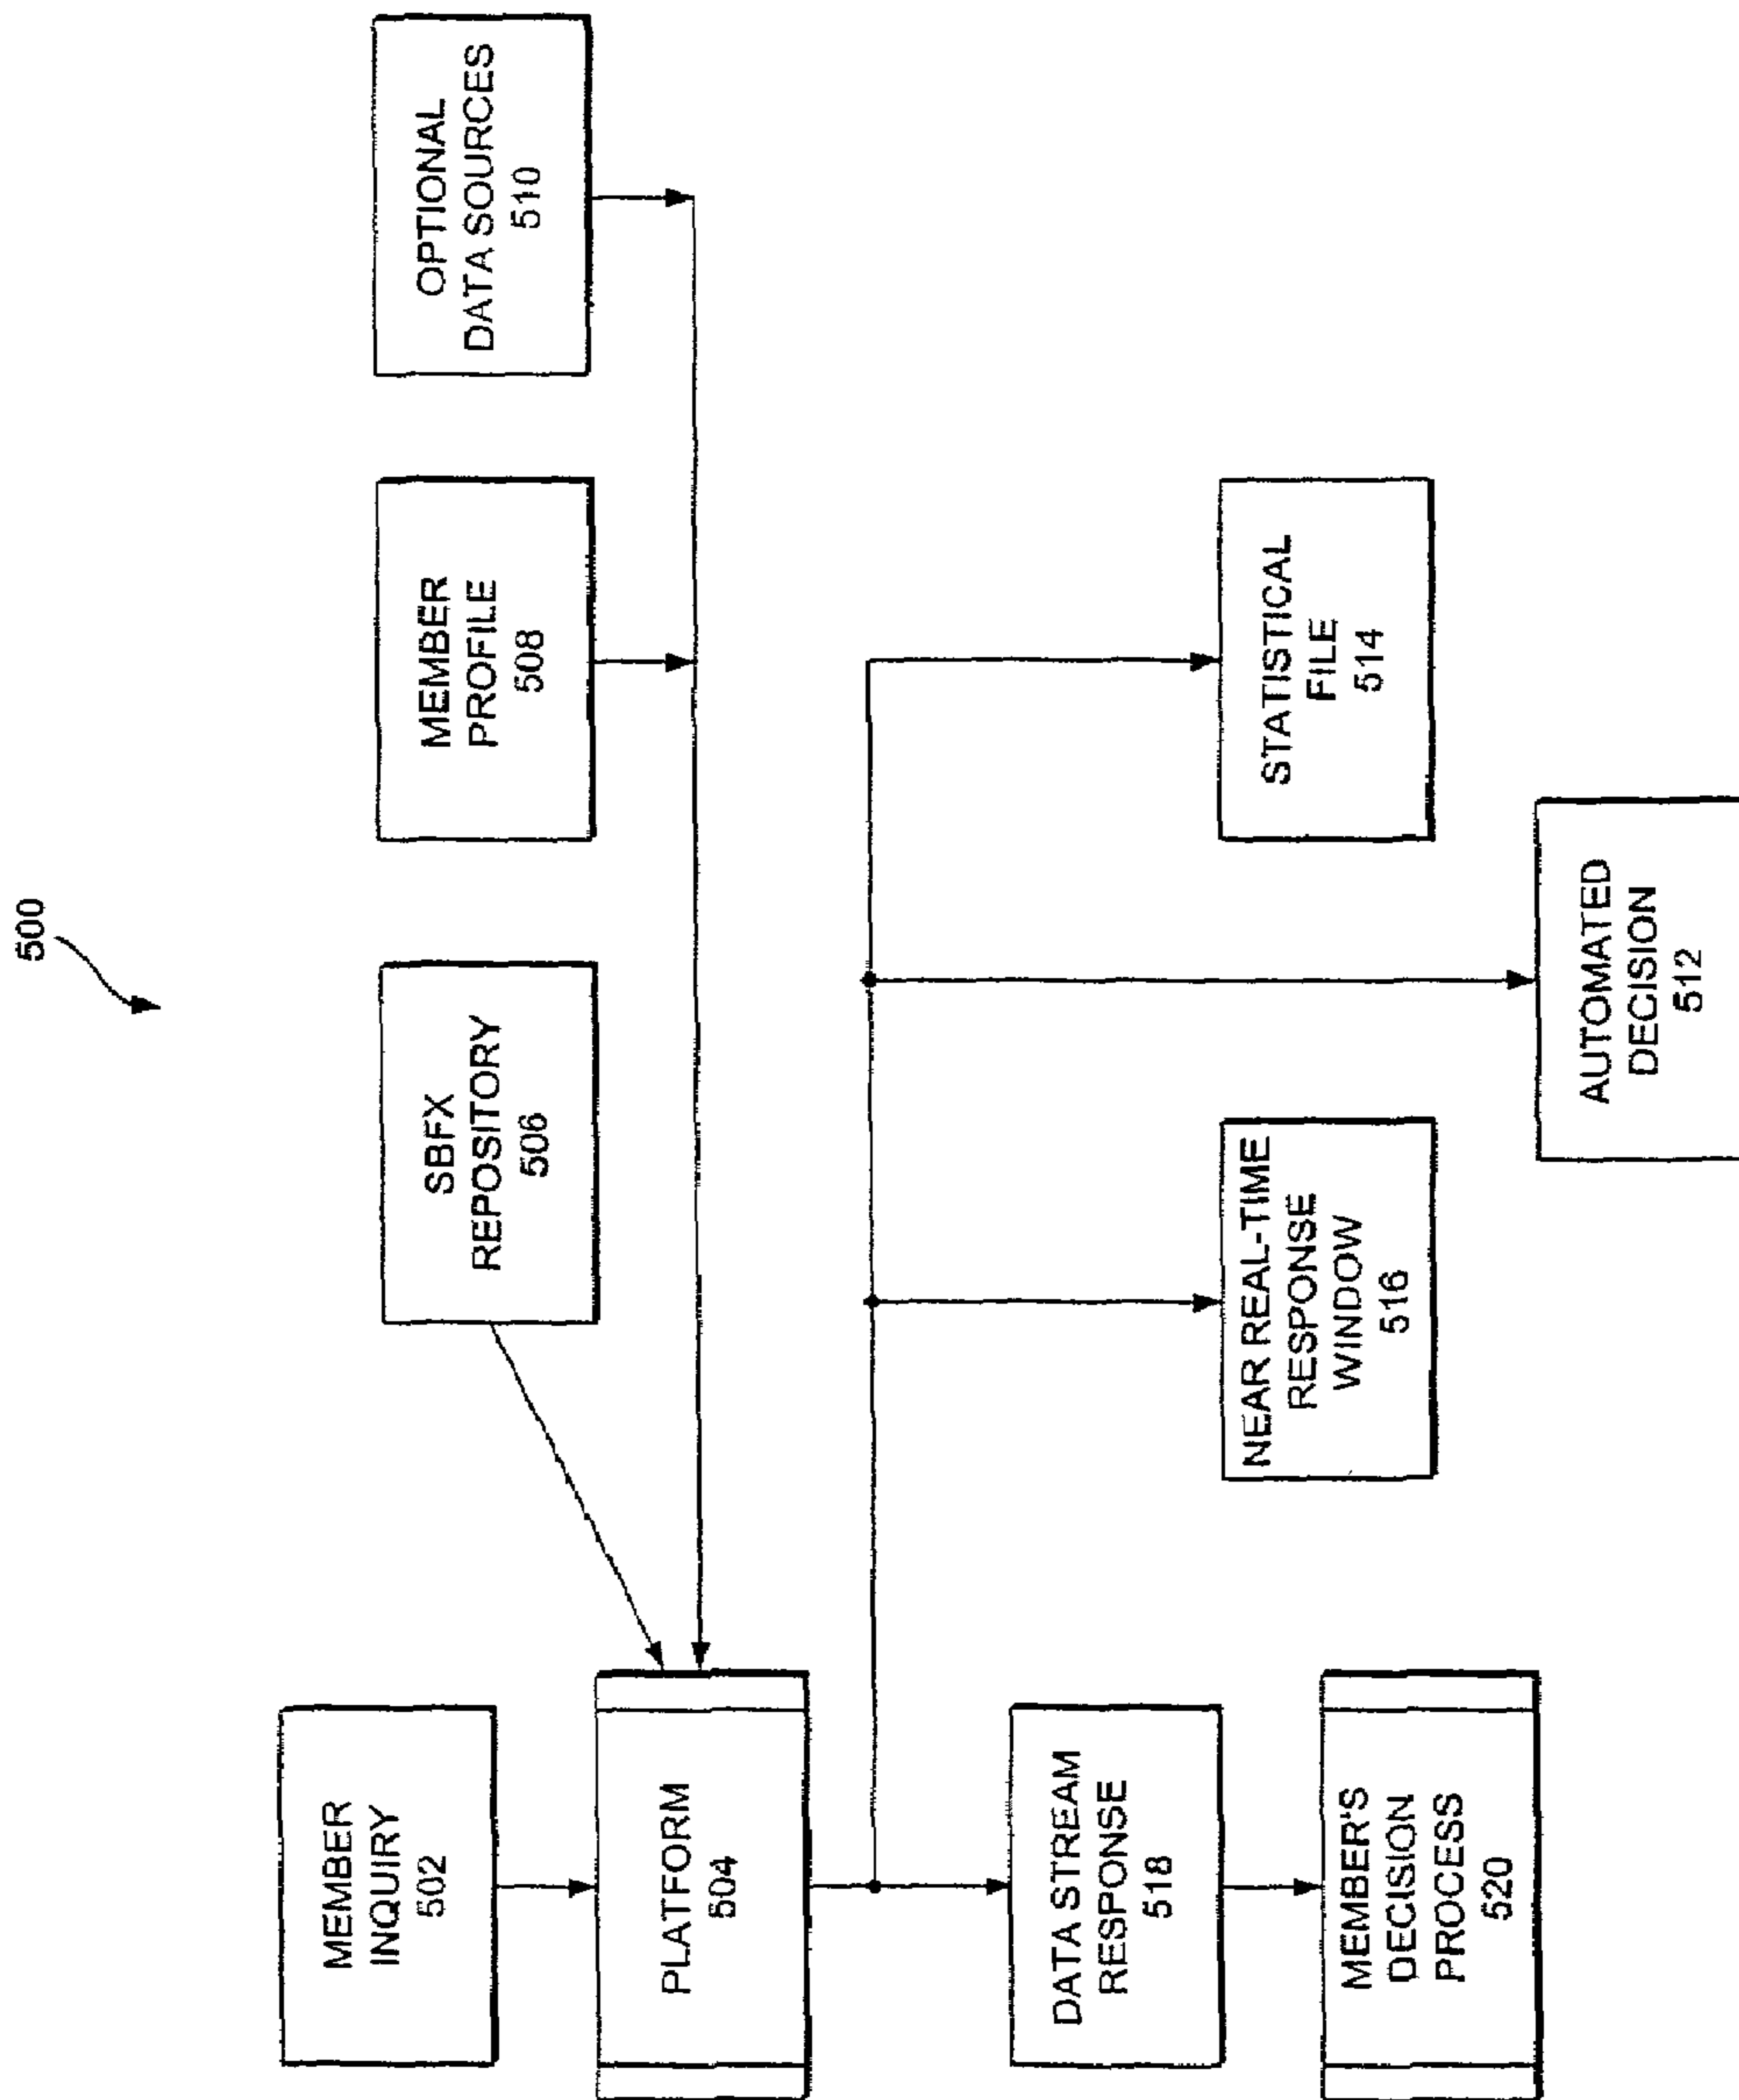 500
MEMBER
INQUIRY
502
SBFX
REPOSITORY
506
MEMBER
PROFILE
508
OPTIONAL
DATA SOURCES
510
PLATFORM
504
DATA STREAM
RESPONSE
518
NEAR REAL-TIME
RESPONSE
WINDOW
516
STATISTICAL
FILE
514
MEMBER'S
DECISION
PROCESS
520
AUTOMATED
DECISION
512